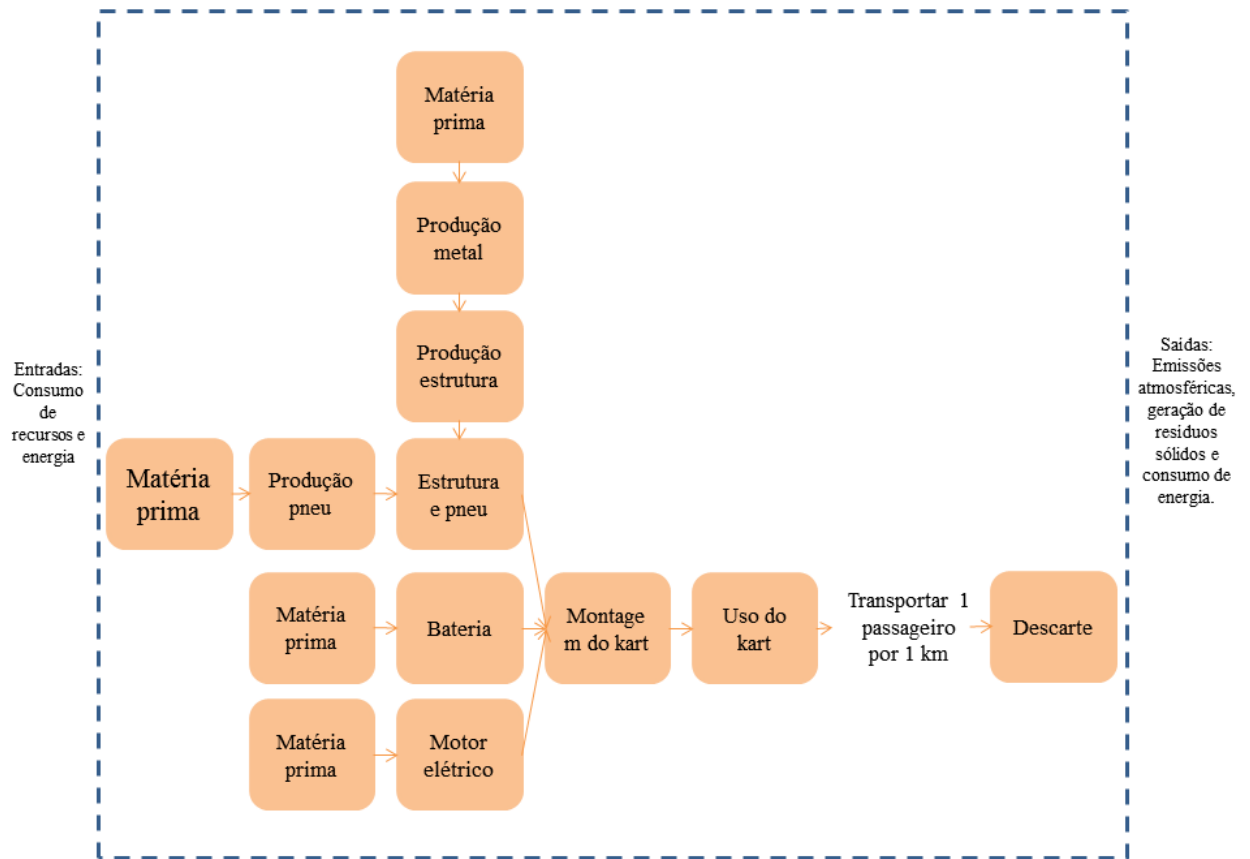 Matéria
prima
Produção
metal
Produção
estrutura
Entradas:
Consumo
de
recursos e
energia
Saidas:
Emissões
atmosféricas,
geração de
resíduos
sólidos e
consumo de
energia.
Matéria
prima
Produção
pneu
Estrutura
e pneu
Matéria
prima
Bateria
Montage
m do kart
Uso do
kart
Transportar 1
passageiro
por 1 km
Descarte
Matéria
prima
Motor
elétrico